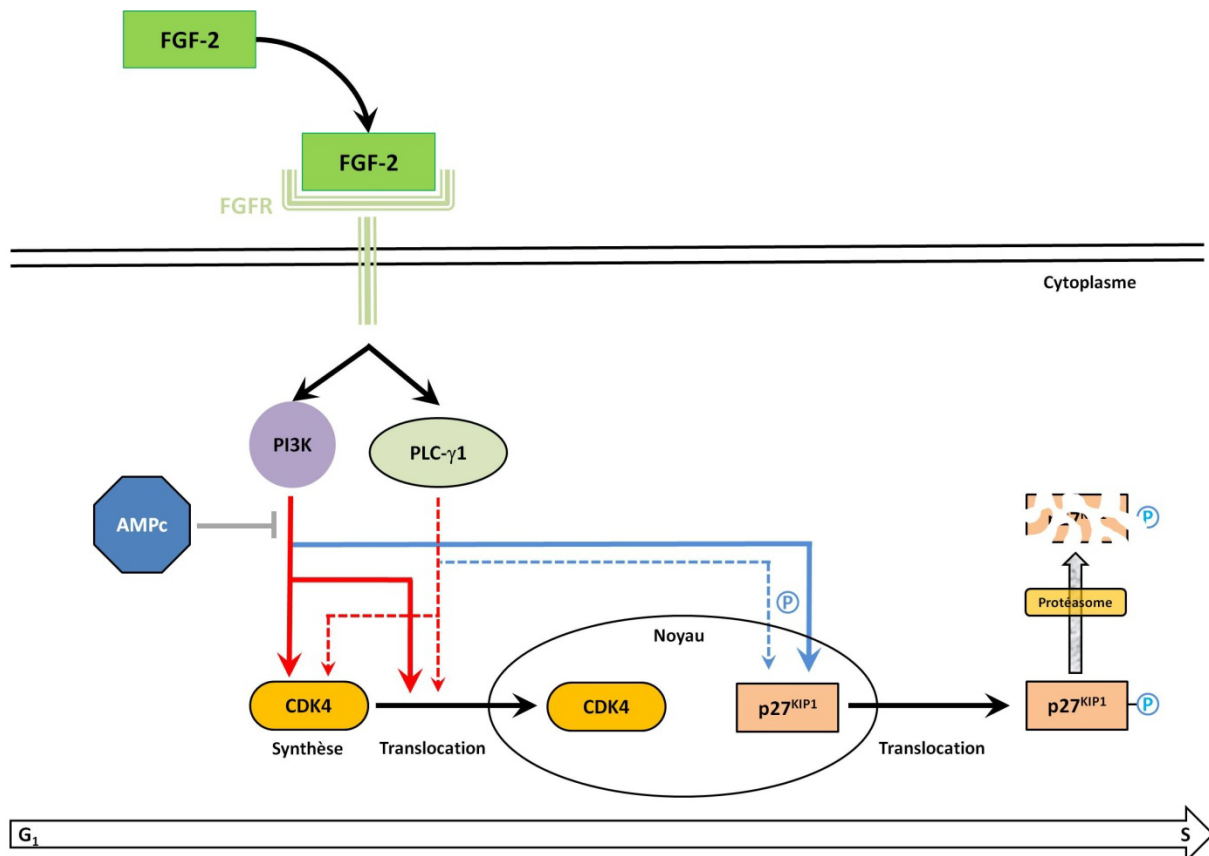 FGF-2
FGF-2
FGFR
Cytoplasme
PI3K
PLC-γ1
AMPc
P
P
Protéasome
Noyau
CDK4
CDK4
p27ᴷᴵᴾ¹
p27ᴷᴵᴾ¹
P
Synthèse
Translocation
Translocation
G₁
S